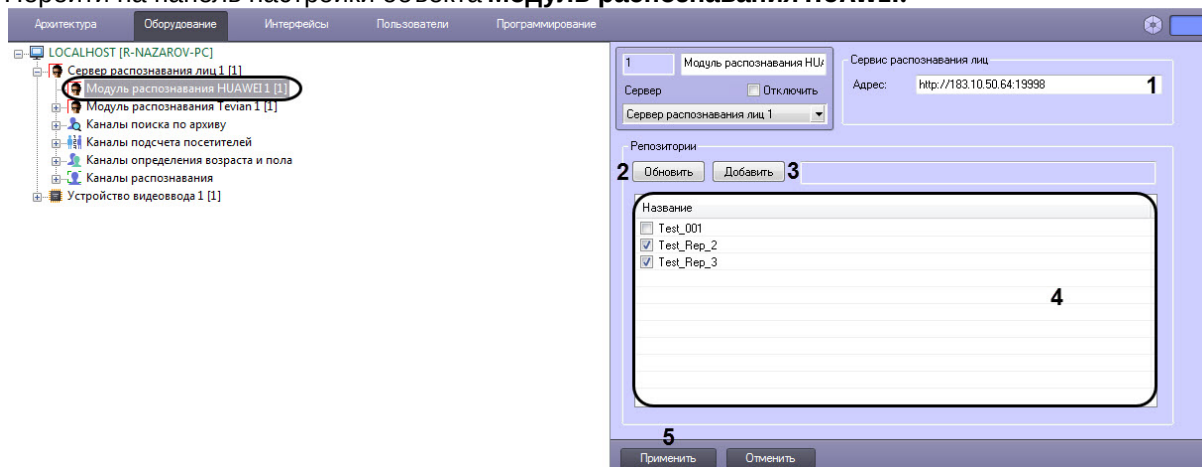 Перейти на панель настройки объекта Модуль распознавания HUAWEI.
Архитектура Оборудование Интерфейсы Пользователи Программирование
LOCALHOST [R-NAZAROV-PC]
Сервер распознавания лиц 1 [1]
Модуль распознавания HUAWEI 1 [1]
Модуль распознавания Tevian 1 [1]
Каналы поиска по архиву
Каналы подсчета посетителей
Каналы определения возраста и пола
Каналы распознавания
Устройство видеоввода 1 [1]
1 Модуль распознавания HU
Сервер Отключить
Сервер распознавания лиц 1
Сервис распознавания лиц
Адрес: http://183.10.50.64:19998 1
Репозитории
2 Обновить Добавить 3
Название
Test_001
Test_Rep_2
Test_Rep_3
4
5
Применить Отменить